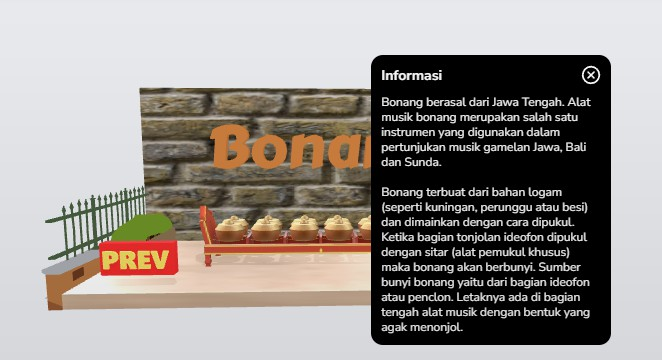 Bonan
PREV
Informasi
Bonang berasal dari Jawa Tengah. Alat
musik bonang merupakan salah satu
instrumen yang digunakan dalam
pertunjukan musik gamelan Jawa, Bali
dan Sunda.
Bonang terbuat dari bahan logam
(seperti kuningan, perunggu atau besi)
dan dimainkan dengan cara dipukul.
Ketika bagian tonjolan ideofon dipukul
dengan sitar (alat pemukul khusus)
maka bonang akan berbunyi. Sumber
bunyi bonang yaitu dari bagian ideofon
atau penclon. Letaknya ada di bagian
tengah alat musik dengan bentuk yang
agak menonjol.